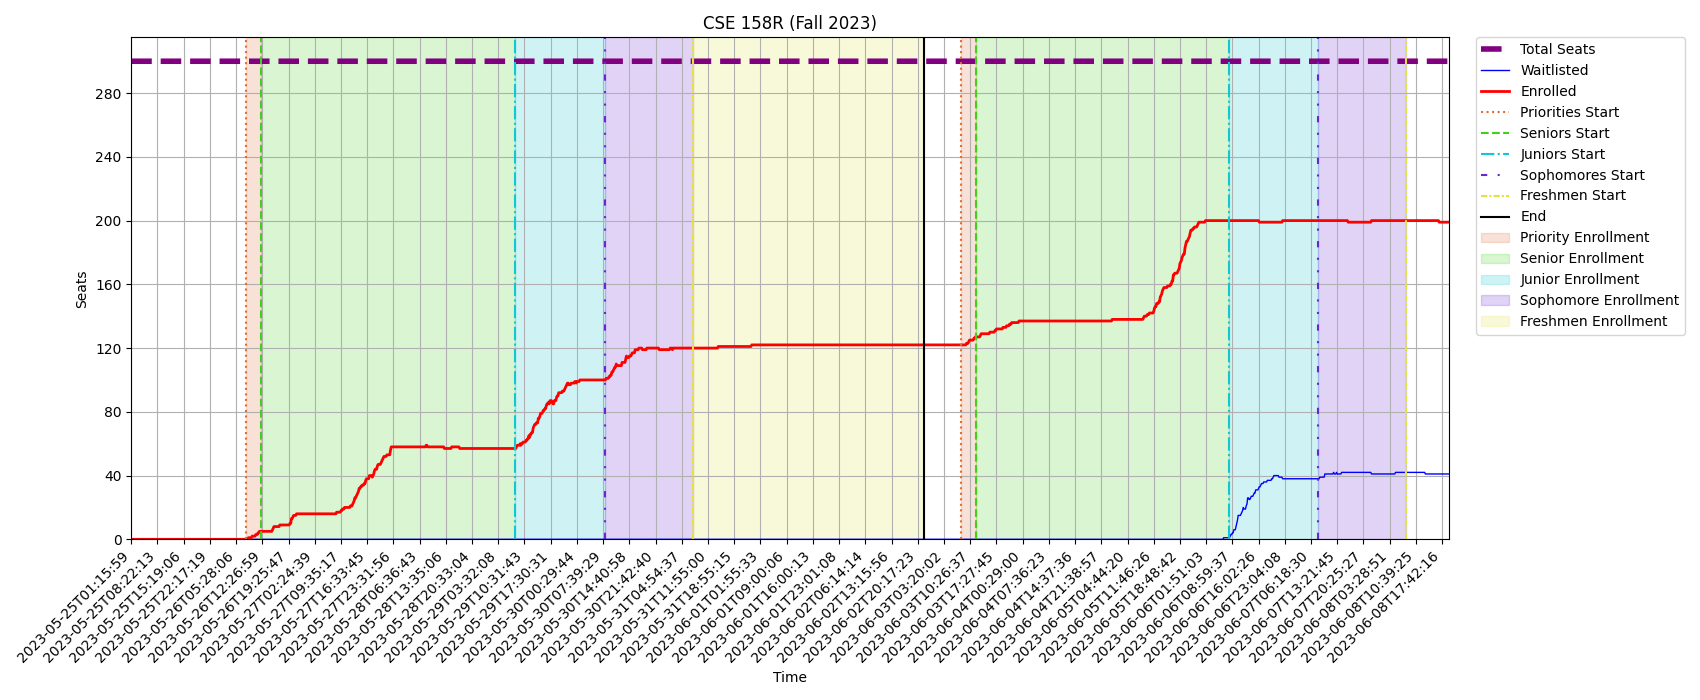 CSE 158R (Fall 2023)
Seats
280
240
200
160
120
80
40
0
2023-05-25T01:15:59
2023-05-25T08:22:13
2023-05-25T15:19:06
2023-05-25T22:17:19
2023-05-26T05:28:06
2023-05-26T12:26:59
2023-05-26T19:25:47
2023-05-27T02:24:39
2023-05-27T09:35:17
2023-05-27T16:33:45
2023-05-27T23:31:56
2023-05-28T06:36:43
2023-05-28T13:35:06
2023-05-28T20:33:04
2023-05-29T03:32:08
2023-05-29T10:31:43
2023-05-29T17:30:31
2023-05-30T00:29:44
2023-05-30T07:39:29
2023-05-30T14:40:58
2023-05-30T21:42:40
2023-05-31T04:54:37
2023-05-31T11:55:00
2023-05-31T18:55:15
2023-06-01T01:55:33
2023-06-01T09:00:06
2023-06-01T16:00:13
2023-06-01T23:01:08
2023-06-02T06:14:14
2023-06-02T13:15:56
2023-06-02T20:17:23
2023-06-03T03:20:02
2023-06-03T10:26:37
2023-06-03T17:27:45
2023-06-04T00:29:00
2023-06-04T07:36:23
2023-06-04T14:37:36
2023-06-04T21:38:57
2023-06-05T04:44:20
2023-06-05T11:46:26
2023-06-05T18:48:42
2023-06-06T01:51:03
2023-06-06T08:59:37
2023-06-06T16:02:26
2023-06-06T23:04:08
2023-06-07T06:18:30
2023-06-07T13:21:45
2023-06-07T20:25:27
2023-06-08T03:28:51
2023-06-08T10:39:25
2023-06-08T17:42:16
Time
Total Seats
Waitlisted
Enrolled
Priorities Start
Seniors Start
Juniors Start
Sophomores Start
Freshmen Start
End
Priority Enrollment
Senior Enrollment
Junior Enrollment
Sophomore Enrollment
Freshmen Enrollment